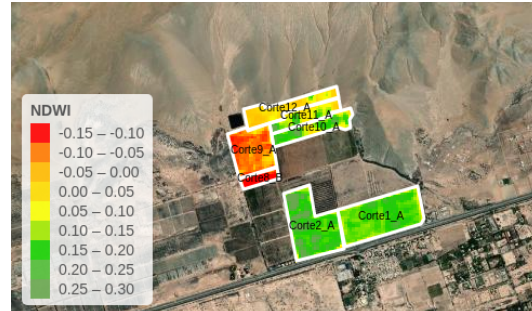 NDWI
-0.15 – -0.10
-0.10 – -0.05
-0.05 – -0.00
0.00 – 0.05
0.05 – 0.10
0.10 – 0.15
0.15 – 0.20
0.20 – 0.25
0.25 – 0.30
Corte12_A
Corte11_A
Corte10_A
Corte9_A
Corte8_B
Corte2_A
Corte1_A